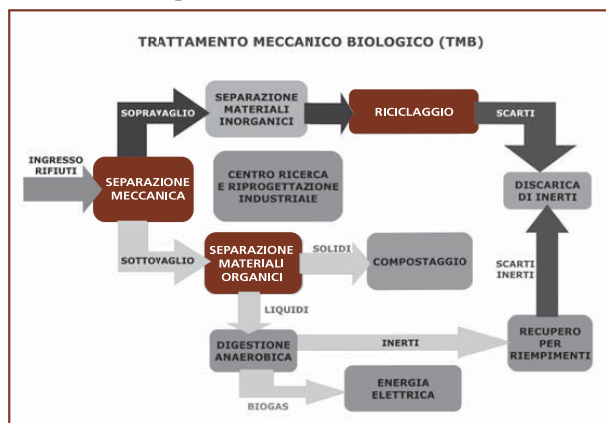 TRATTAMENTO MECCANICO BIOLOGICO (TMB)
SEPARAZIONE
MATERIALI
INORGANICI
SOPRAVAGLIO
RICICLAGGIO
SCARTI
INGRESSO
RIFIUTI
SEPARAZIONE
MECCANICA
CENTRO RICERCA
E RIPROGETTAZIONE
INDUSTRIALE
DISCARICA
DI INERTI
SOTTOVAGLIO
SEPARAZIONE
MATERIALI
ORGANICI
SOLIDI
COMPOSTAGGIO
SCARTI
INERTI
LIQUIDI
DIGESTIONE
ANAEROBICA
INERTI
RECUPERO
PER
RIEMPIMENTI
BIOGAS
ENERGIA
ELETTRICA